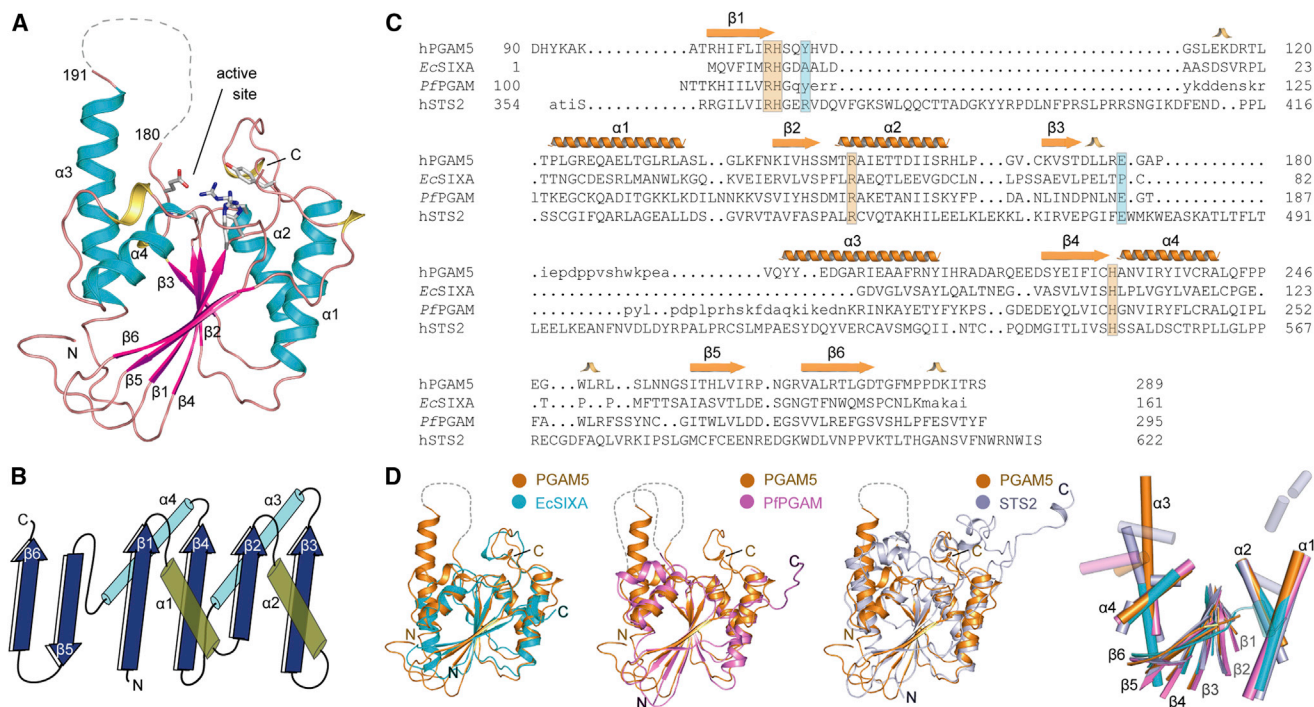 A
191
180
active
site
C
α3
α4
α2
β3
α1
β2
β6
N
β5
β1
β4
B
α4
α3
C
β6
β1
β4
β2
β3
α1
α2
β5
N
C
β1
hPGAM5 90 DHYKAK...........ATRHIFLIRHSQYHVD...................................GSLEKDRTL 120
EcSIXA 1 MQVFIMRHGDAALD...................................AASDSVRPL 23
PfPGAM 100 NTTKHIILVRHGQyerr...................................ykddenskr 125
hSTS2 354 atiS............RRGILVIRHGERVDQVFGKSWLQQCTTADGKYYRPDLNFPRSLPRRSNGIKDFEND..PPL 416
α1 β2 α2 β3
hPGAM5 .TPLGREQAELTGLRLASL..GLKFNKIVHSSMTRAIETTDIISRHLP..GV.CKVSTDLLRE.GAP............ 180
EcSIXA .TTNGCDESRLMANWLKGQ..KVEIERVLVSPFLRAEQTLEEVGDCLN..LPSSAEVLPELTP.C.............. 82
PfPGAM lTKEGCKQADITGKKLKDILNNKKVSVIYHSDMIRAKETANIISKIFP..DA.NLINDPNLNE.GT............. 187
hSTS2 .SSCGIFQARLAGEALLDS..GVRVTAVFASPALRCVQTAKHILEELKLEKKL.KIRVEPGIFEWMKWEASKATLTFLT 491
α3 β4 α4
hPGAM5 ...iepdppvshwkpea...........VQYY..EDGARIEAAFRNYIHRADARQEEDSYEIFICHANVIRYIVCRALQFPP 246
EcSIXA ......................................GDVGLVSAYLQALTNEG..VASVLVISHLPLVGYLVAELCPGE. 123
PfPGAM ............pyl..pdplprhskfdaqkikednKRINKAYETYFYKPS..GDEDEYQLVICHGNVIRYFLCRALQIPL 252
hSTS2 LEELKEANFNVDLDYRPALPRCSLMPAESYDQYVERCAVSMGQII.NTC..PQDMGITLIVSHSSALDSCTRPLLGLPP 567
β5 β6
hPGAM5 EG...WLRL..SLNNGSITHLVIRP.NGRVALRTLGDTGFMPPDKITRS 289
EcSIXA .T...P..P..MFTTSAIASVTLDE.SGNGTFNWQMSPCNLKmakai 161
PfPGAM FA...W.LRFSSYNC.GITWLVLDD.EGSVVLREFGSVSHLPFESVTYF 295
hSTS2 RECGDFAQLVRKIPSLGMCFCEENREDGKWDLVNPPVKTLTHGANSVFNWRNWIS 622
D
PGAM5
EcSIXA
C
C
N
N
PGAM5
PfPGAM
C
C
N
N
PGAM5
STS2
C
C
N
N
α3
α1
α2
α4
β6
β5
β4
β3
β2
β1